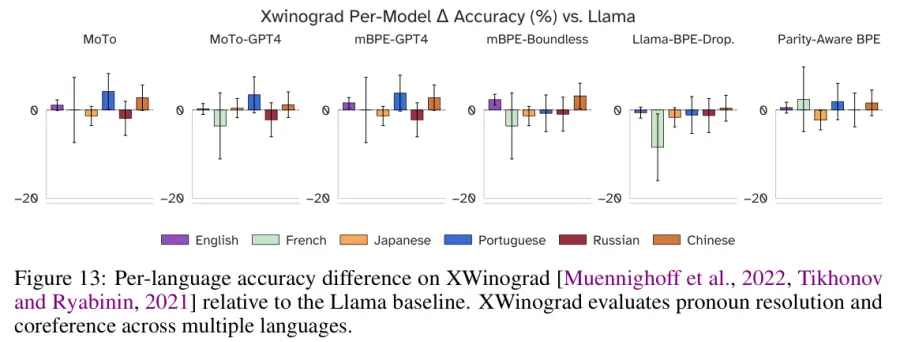 Xwinograd Per-Model Δ Accuracy (%) vs. Llama
MoTo MoTo-GPT4 mBPE-GPT4 mBPE-Boundless Llama-BPE-Drop. Parity-Aware BPE
0 0 0 0 0 0
−20 −20 −20 −20 −20 −20
English French Japanese Portuguese Russian Chinese
Figure 13: Per-language accuracy difference on XWinograd [Muennighoff et al., 2022, Tikhonov
and Ryabinin, 2021] relative to the Llama baseline. XWinograd evaluates pronoun resolution and
coreference across multiple languages.